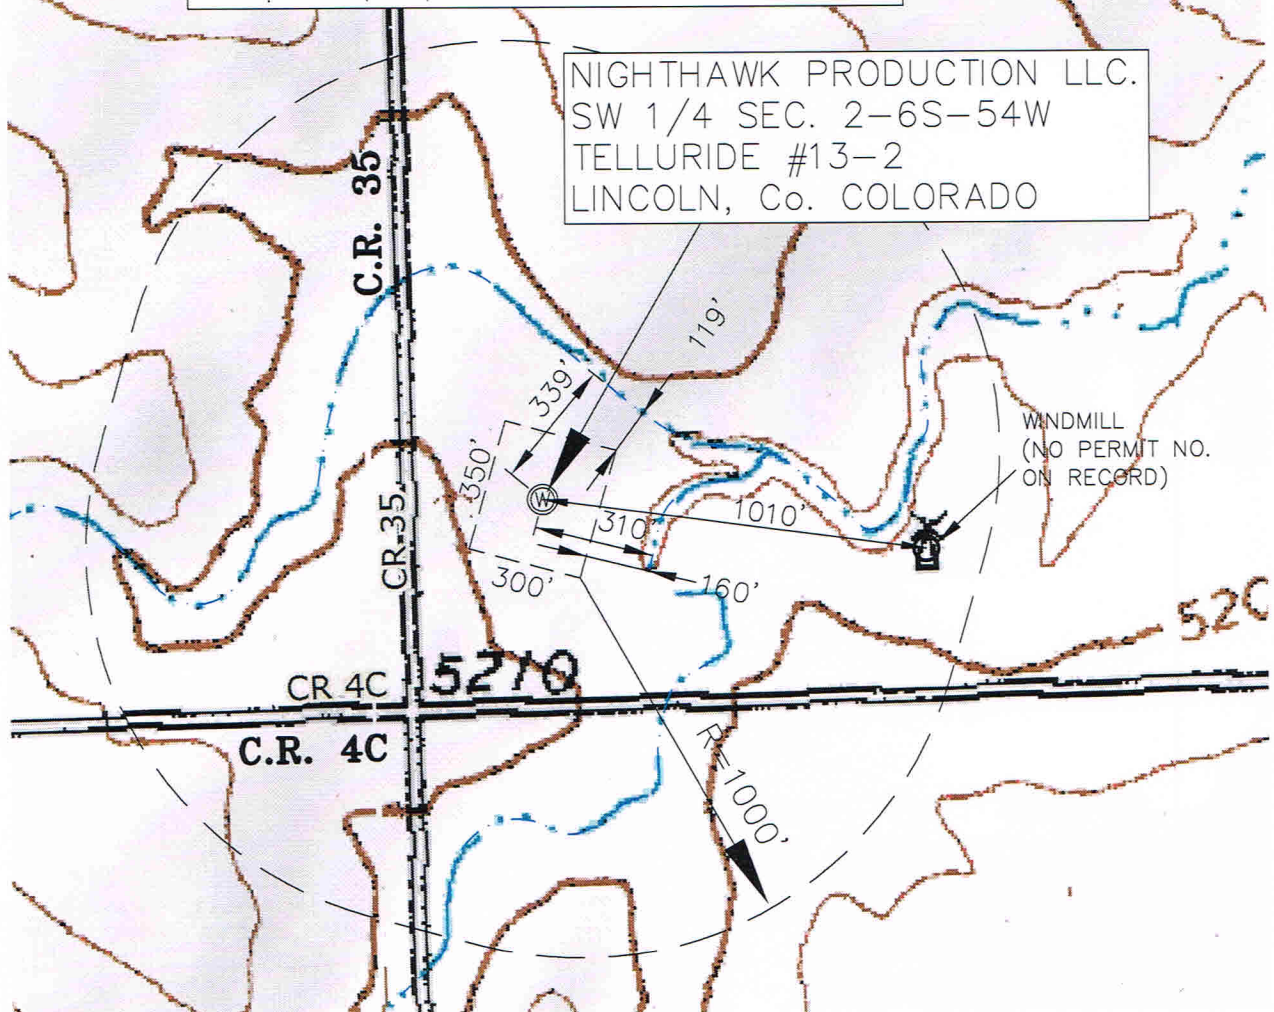 NIGHTHAWK PRODUCTION LLC.
SW 1/4 SEC. 2-6S-54W
TELLURIDE #13-2
LINCOLN, Co. COLORADO
C.R. 35
119'
339'
350'
WINDMILL
(NO PERMIT NO.
ON RECORD)
W
CR 35
310'
1010'
300'
160'
520
CR 4C
5210
C.R. 4C
R=1000'